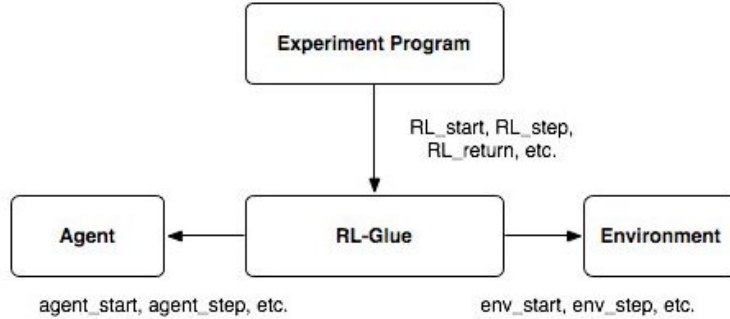 Experiment Program
RL_start, RL_step,
RL_return, etc.
Agent
RL-Glue
Environment
agent_start, agent_step, etc.
env_start, env_step, etc.